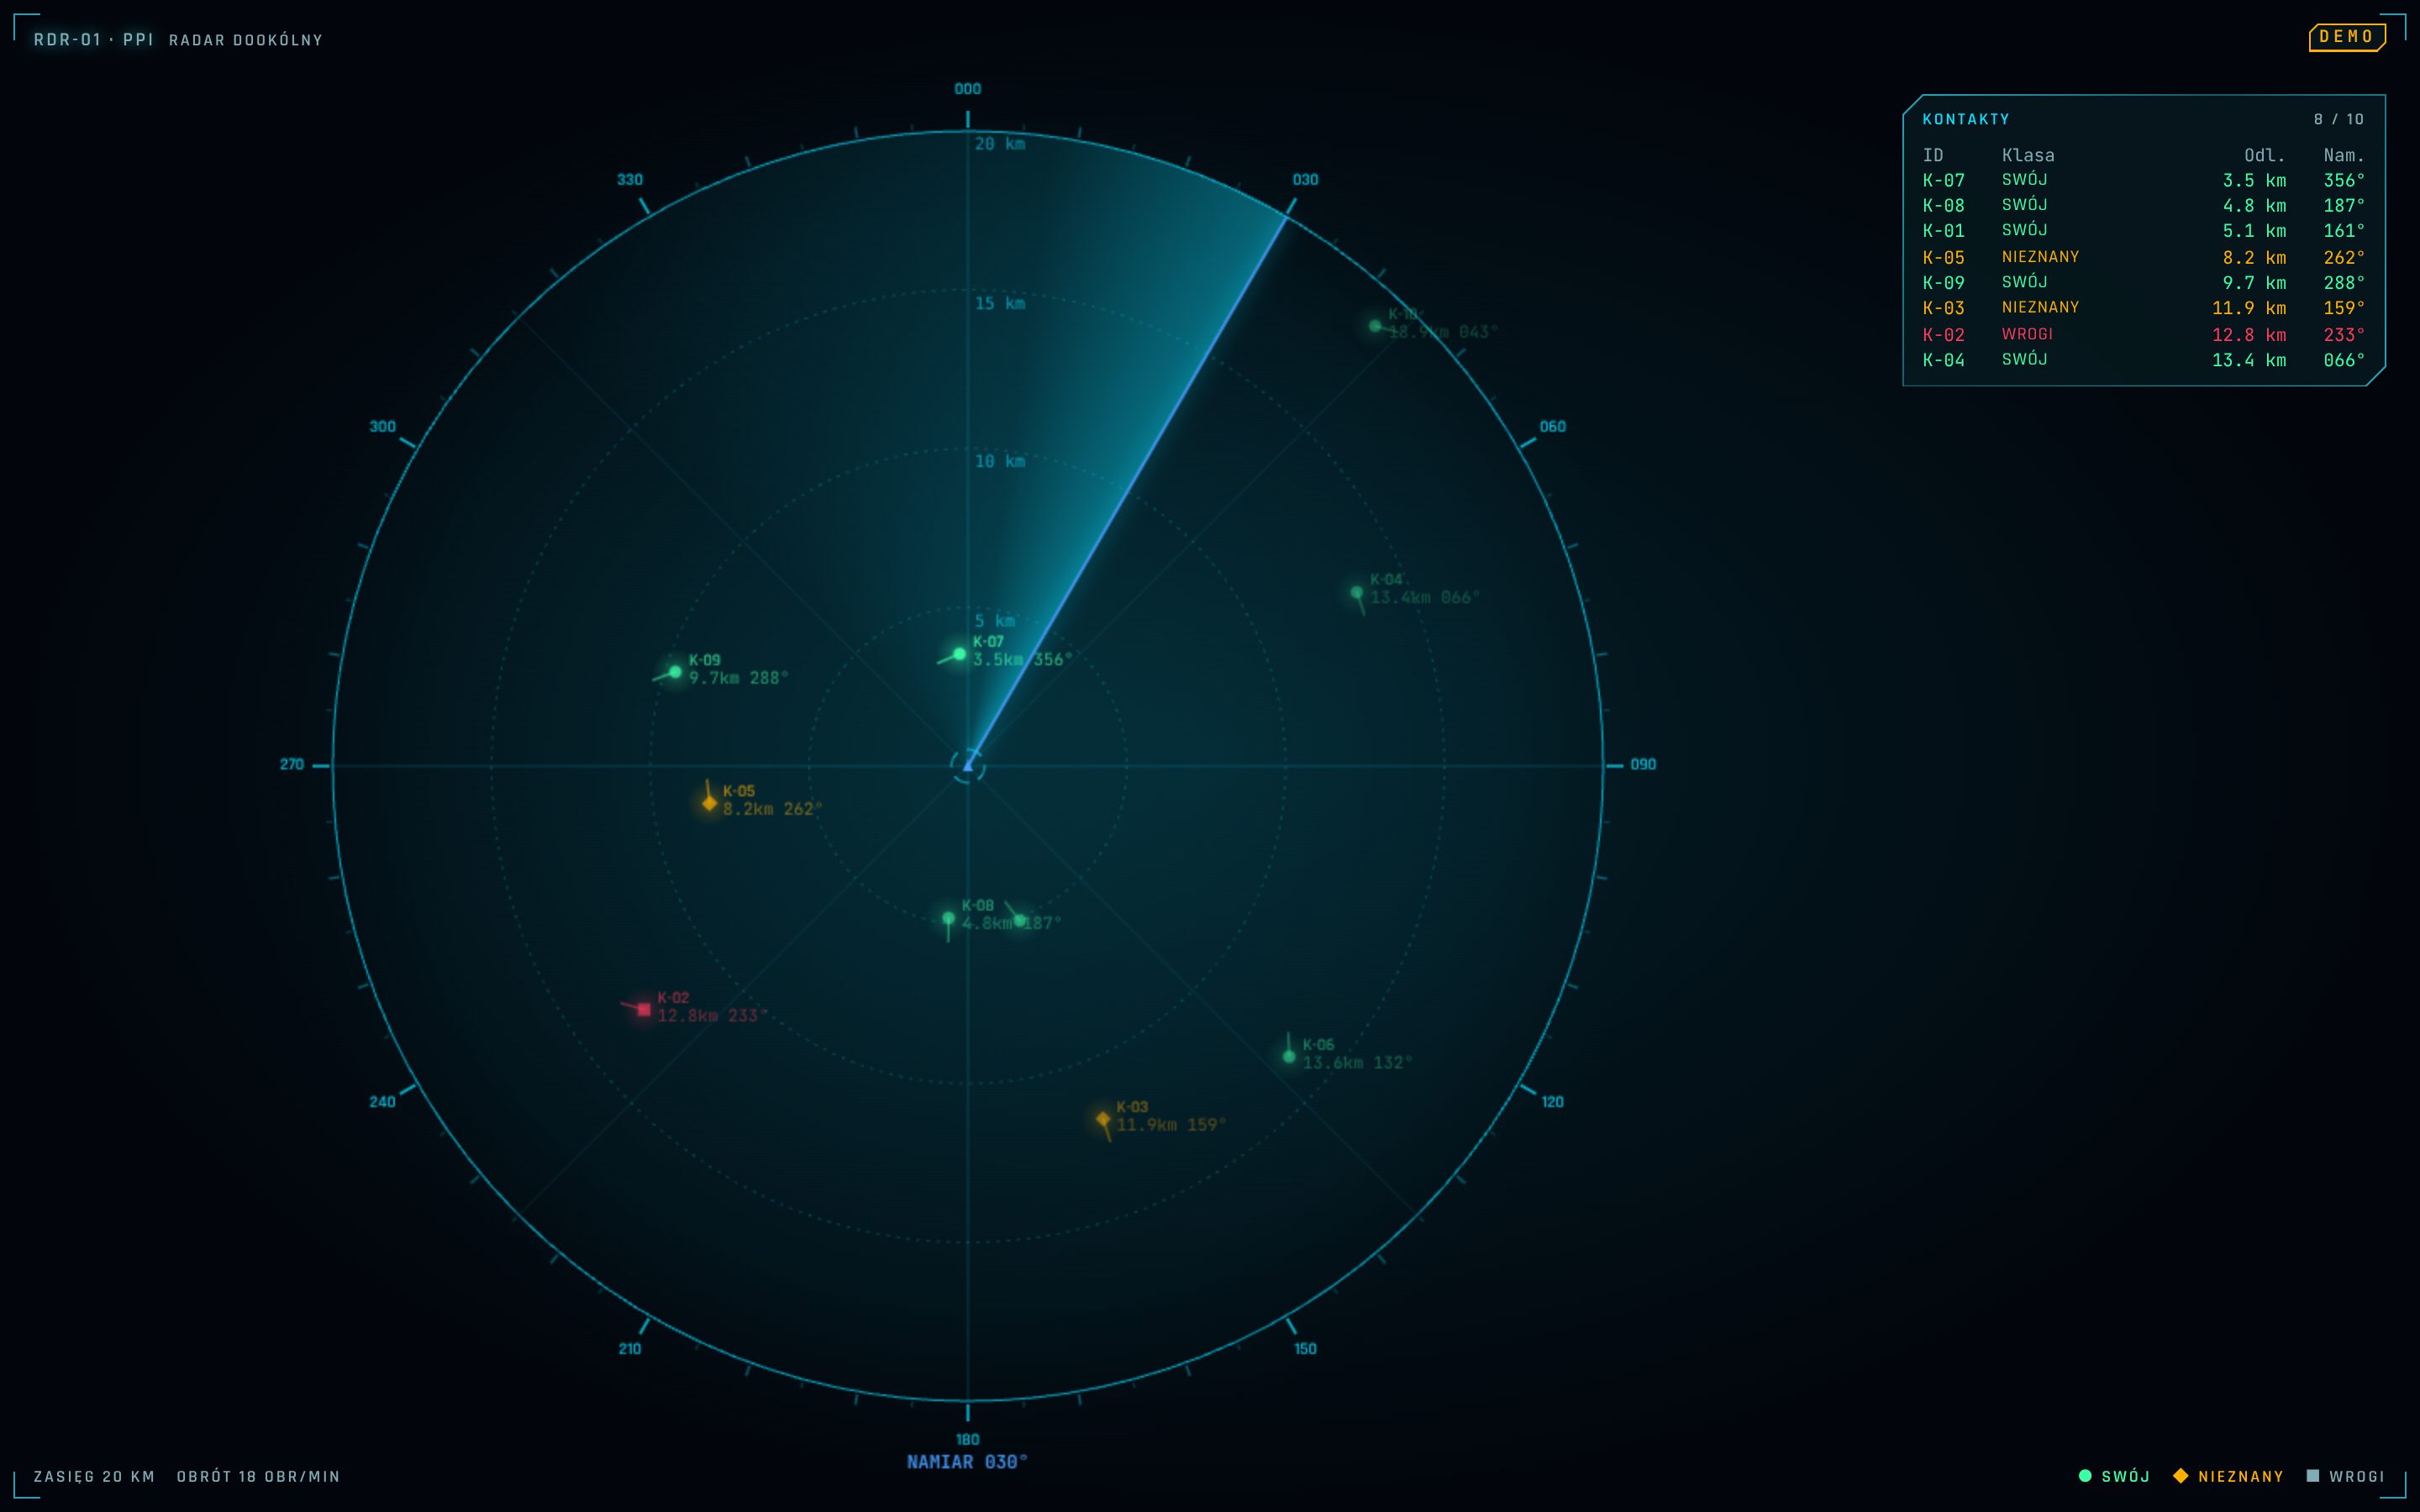 RDR-01 · PPI RADAR DOOKÓLNY
DEMO
000
20 km
330
030
KONTAKTY 8 / 10
ID Klasa Odl. Nam.
K-07 SWÓJ 3.5 km 356°
K-08 SWÓJ 4.8 km 187°
K-01 SWÓJ 5.1 km 161°
K-05 NIEZNANY 8.2 km 262°
K-09 SWÓJ 9.7 km 288°
K-03 NIEZNANY 11.9 km 159°
K-02 WROGI 12.8 km 233°
K-04 SWÓJ 13.4 km 066°
15 km
K-10
18.9km 043°
300
060
10 km
K-04
13.4km 066°
5 km
K-07
3.5km 356°
K-09
9.7km 288°
270
090
K-05
8.2km 262°
K-08
4.8km 187°
K-02
12.8km 233°
K-06
13.6km 132°
K-03
11.9km 159°
240
120
210
150
180
NAMIAR 030°
ZASIĘG 20 KM OBRÓT 18 OBR/MIN
SWÓJ NIEZNANY WROGI